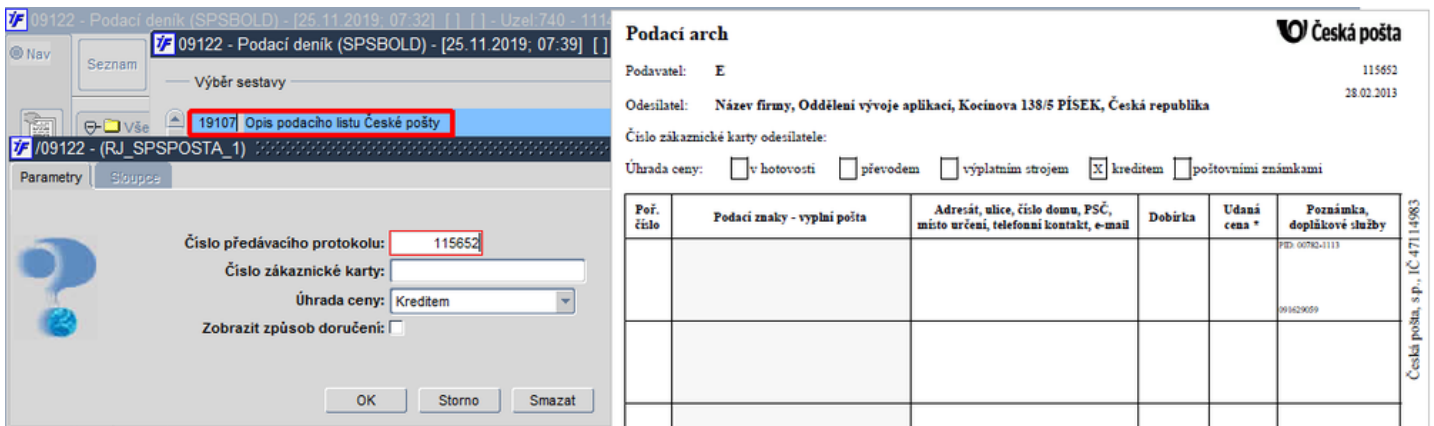 09122 - Podací deník (SPSBOLD) - [25.11.2019; 07:32] [ ] [ ] - Uzel:740 - 1114
Nav
Seznam
Vše
09122 - Podací deník (SPSBOLD) - [25.11.2019; 07:39] [ ]
Výběr sestavy
19107 Opis podacího listu České pošty
/09122 - (RJ_SPSPOSTA_1)
Parametry
Sloupce
Číslo předávacího protokolu: 115652
Číslo zákaznické karty:
Úhrada ceny: Kreditem
Zobrazit způsob doručení:
OK Storno Smazat
Podací arch
Česká pošta
Podavatel: E
115652
28.02.2013
Odesílatel: Název firmy, Oddělení vývoje aplikací, Kocínova 138/5 PÍSEK, Česká republika
Číslo zákaznické karty odesílatele:
Úhrada ceny: v hotovosti převodem výplatním strojem X kreditem poštovními známkami
Poř. číslo
Podací znaky - vyplní pošta
Adresát, ulice, číslo domu, PSČ,
místo určení, telefonní kontakt, e-mail
Dobírka
Udaná
cena *
Poznámka,
doplňkové služby
PID: 00782-1113
091629059
Česká pošta, s.p., IČ 47114983